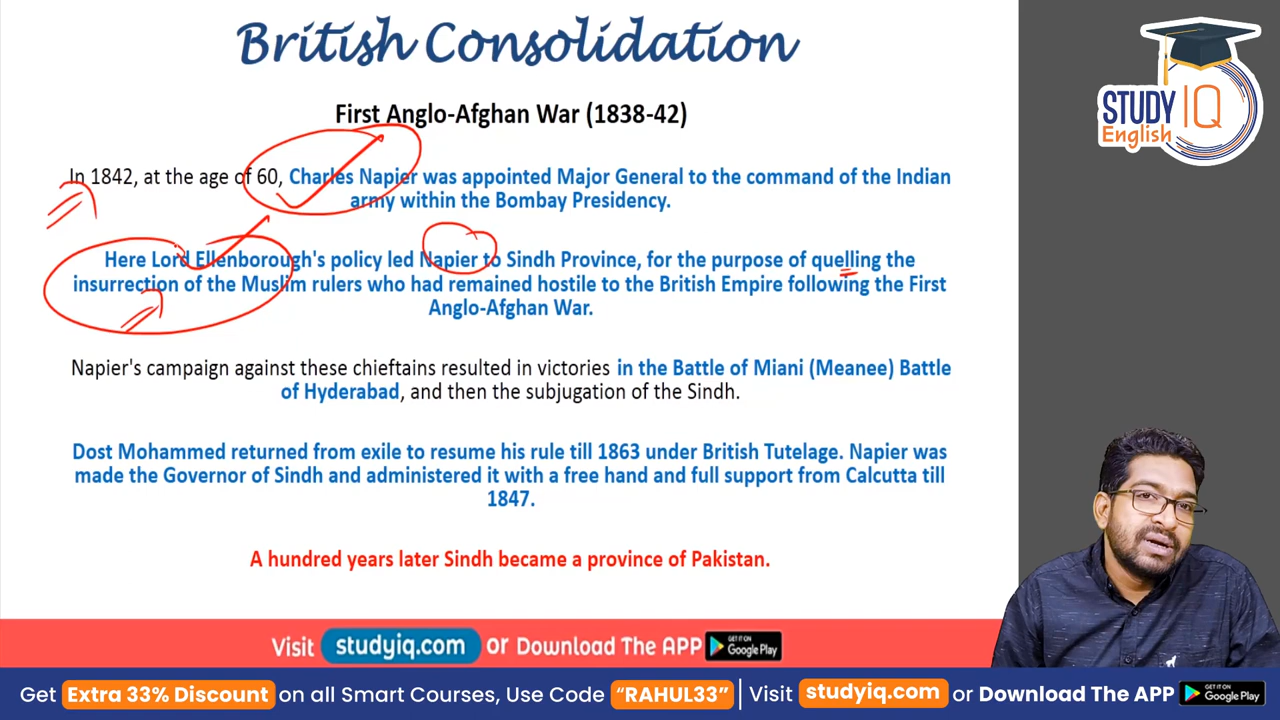 British Consolidation
STUDY IQ
English
First Anglo-Afghan War (1838-42)
In 1842, at the age of 60, Charles Napier was appointed Major General to the command of the Indian
army within the Bombay Presidency.
Here Lord Ellenborough's policy led Napier to Sindh Province, for the purpose of quelling the
insurrection of the Muslim rulers who had remained hostile to the British Empire following the First
Anglo-Afghan War.
Napier's campaign against these chieftains resulted in victories in the Battle of Miani (Meanee) Battle
of Hyderabad, and then the subjugation of the Sindh.
Dost Mohammed returned from exile to resume his rule till 1863 under British Tutelage. Napier was
made the Governor of Sindh and administered it with a free hand and full support from Calcutta till
1847.
A hundred years later Sindh became a province of Pakistan.
Visit studyiq.com or Download The APP GET IT ON Google Play
Get Extra 33% Discount on all Smart Courses, Use Code “RAHUL33” | Visit studyiq.com or Download The APP GET IT ON Google Play